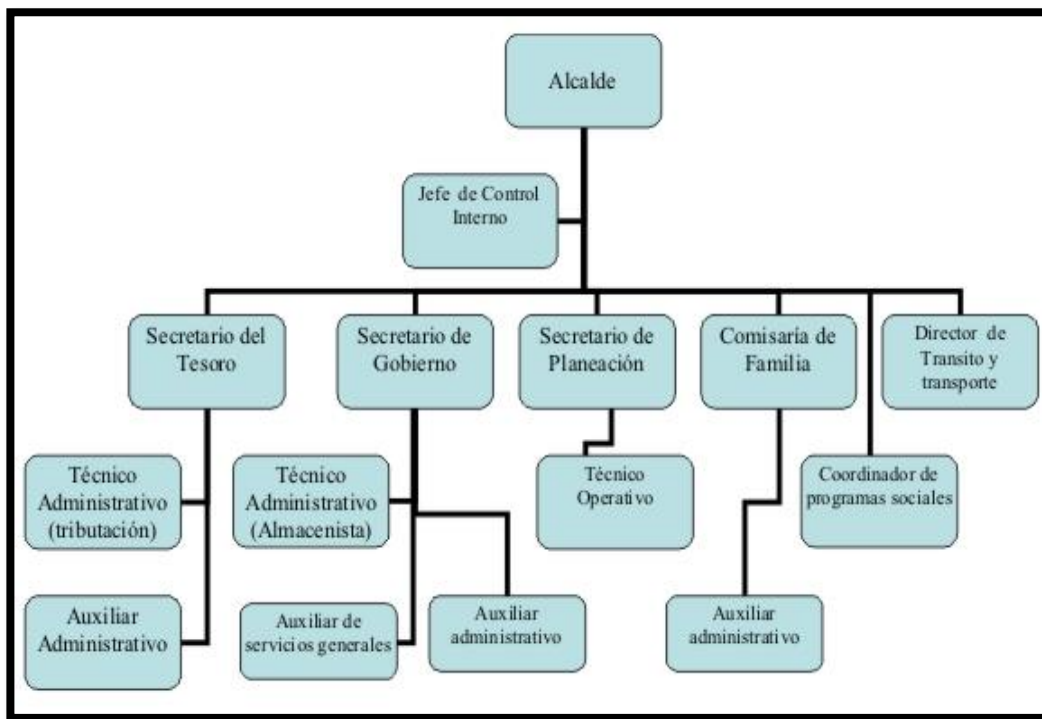 Alcalde
Jefe de Control
Interno
Secretario del
Tesoro
Secretario de
Gobierno
Secretario de
Planeación
Comisaría de
Familia
Director de
Transito y
transporte
Técnico
Administrativo
(tributación)
Técnico
Administrativo
(Almacenista)
Técnico
Operativo
Coordinador de
programas sociales
Auxiliar
Administrativo
Auxiliar de
servicios generales
Auxiliar
administrativo
Auxiliar
administrativo